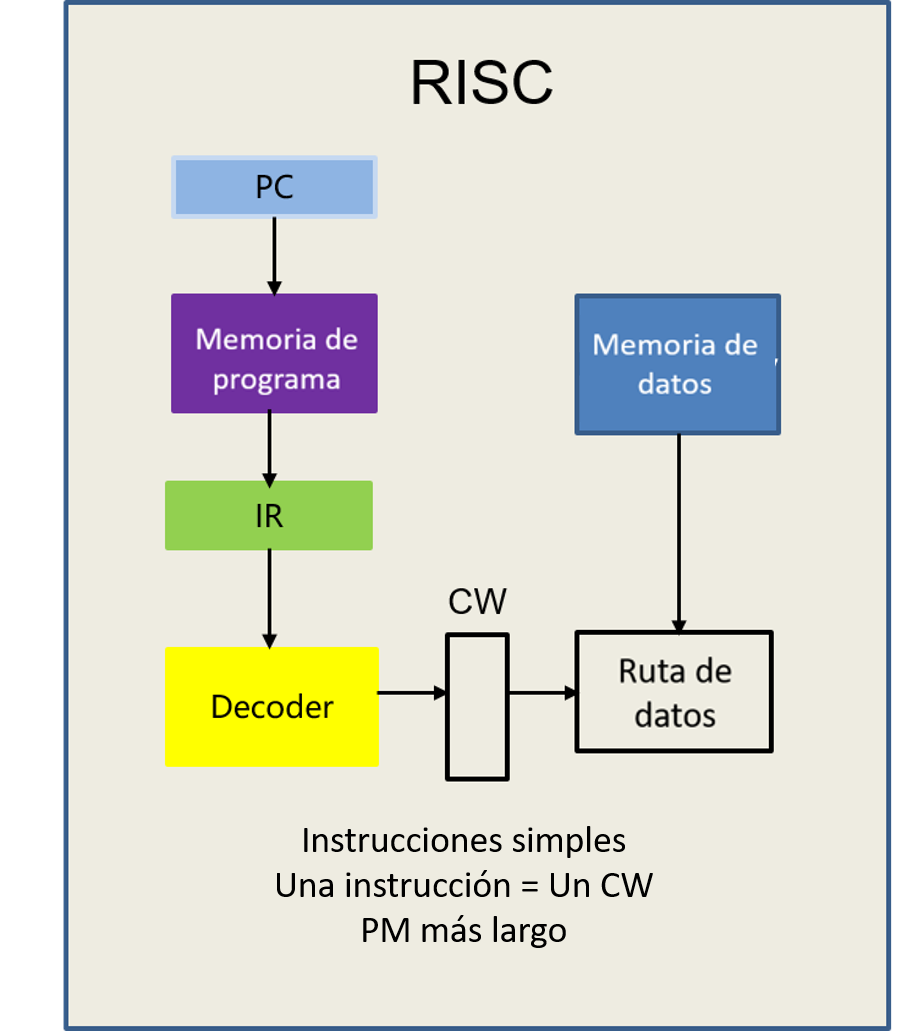 RISC
PC
Memoria de
programa
Memoria de
datos
IR
CW
Decoder
Ruta de
datos
Instrucciones simples
Una instrucción = Un CW
PM más largo